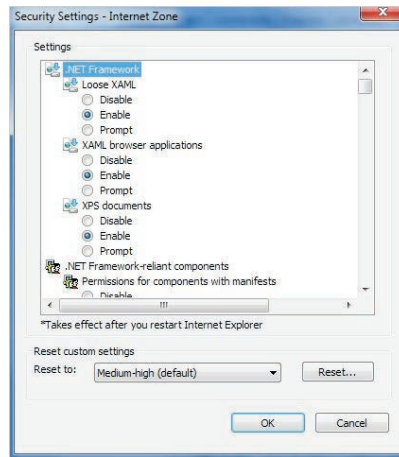 Security Settings - Internet Zone
Settings
.NET Framework
Loose XAML
Disable
Enable
Prompt
XAML browser applications
Disable
Enable
Prompt
XPS documents
Disable
Enable
Prompt
.NET Framework-reliant components
Permissions for components with manifests
Disable
*Takes effect after you restart Internet Explorer
Reset custom settings
Reset to: Medium-high (default) Reset...
OK Cancel